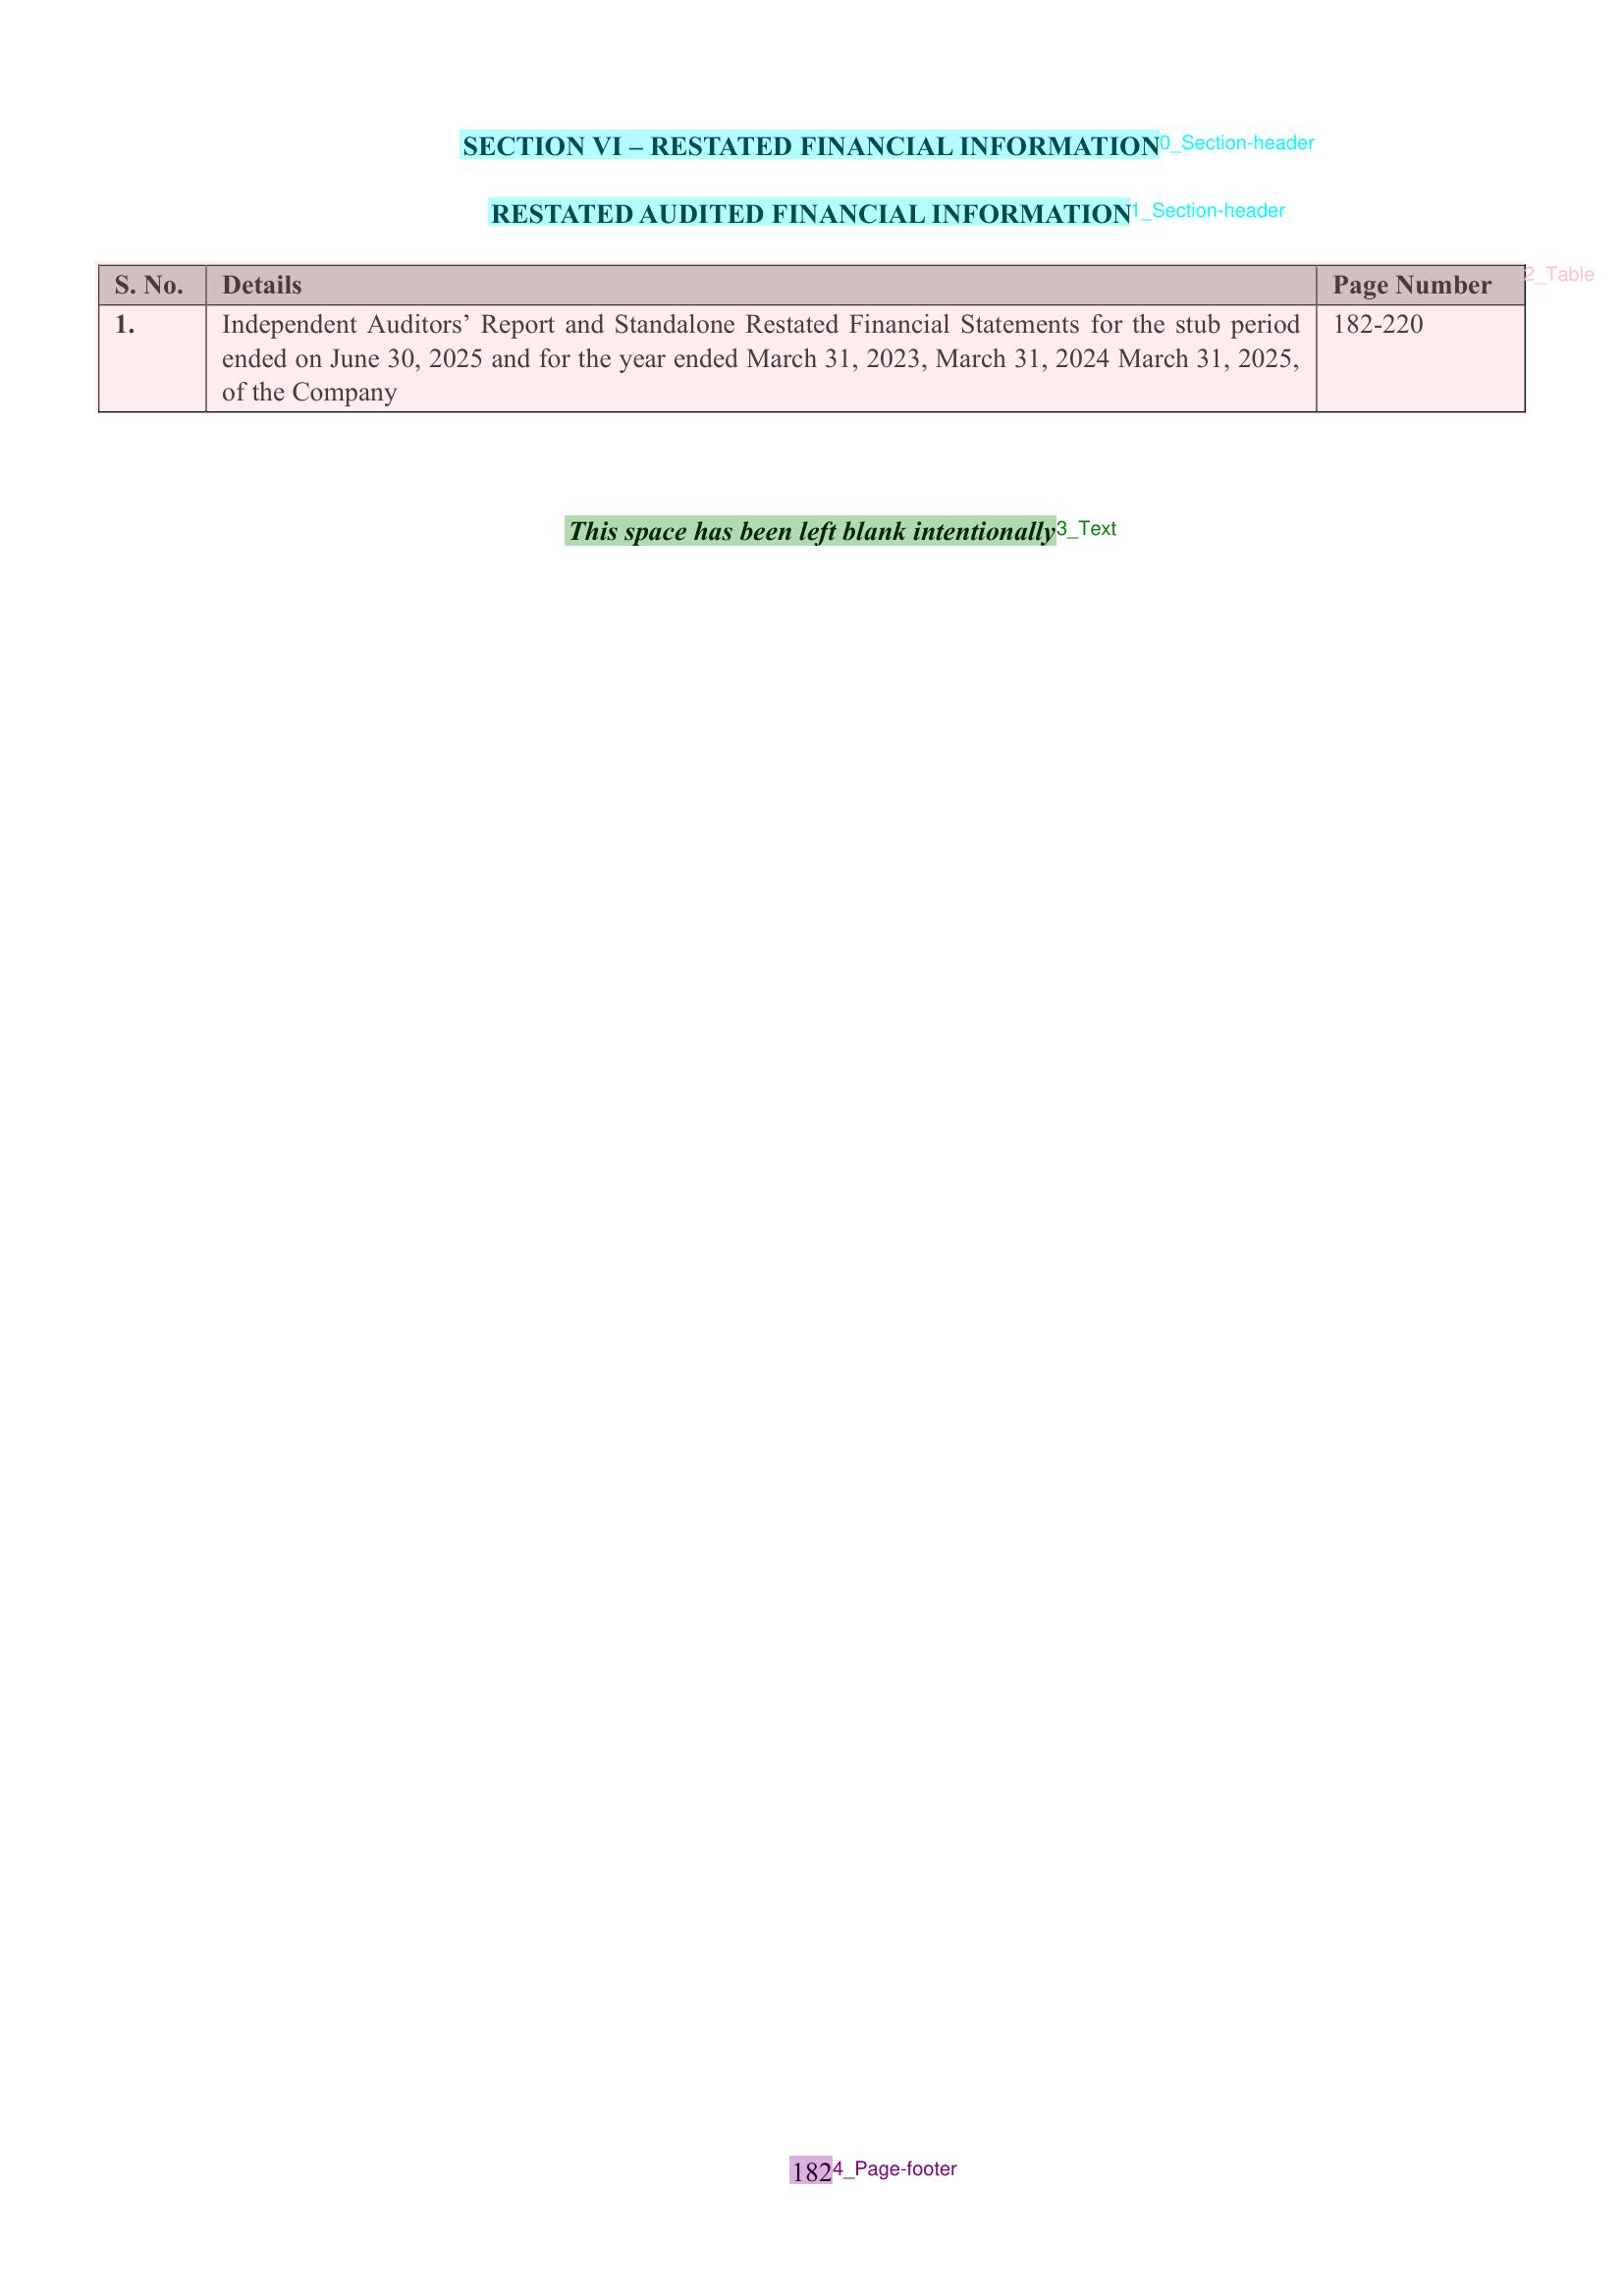 SECTION VI – RESTATED FINANCIAL INFORMATION0_Section-header
RESTATED AUDITED FINANCIAL INFORMATION1_Section-header
2_Table
S. No. Details Page Number
1. Independent Auditors’ Report and Standalone Restated Financial Statements for the stub period 182-220
ended on June 30, 2025 and for the year ended March 31, 2023, March 31, 2024 March 31, 2025,
of the Company
This space has been left blank intentionally3_Text
1824_Page-footer